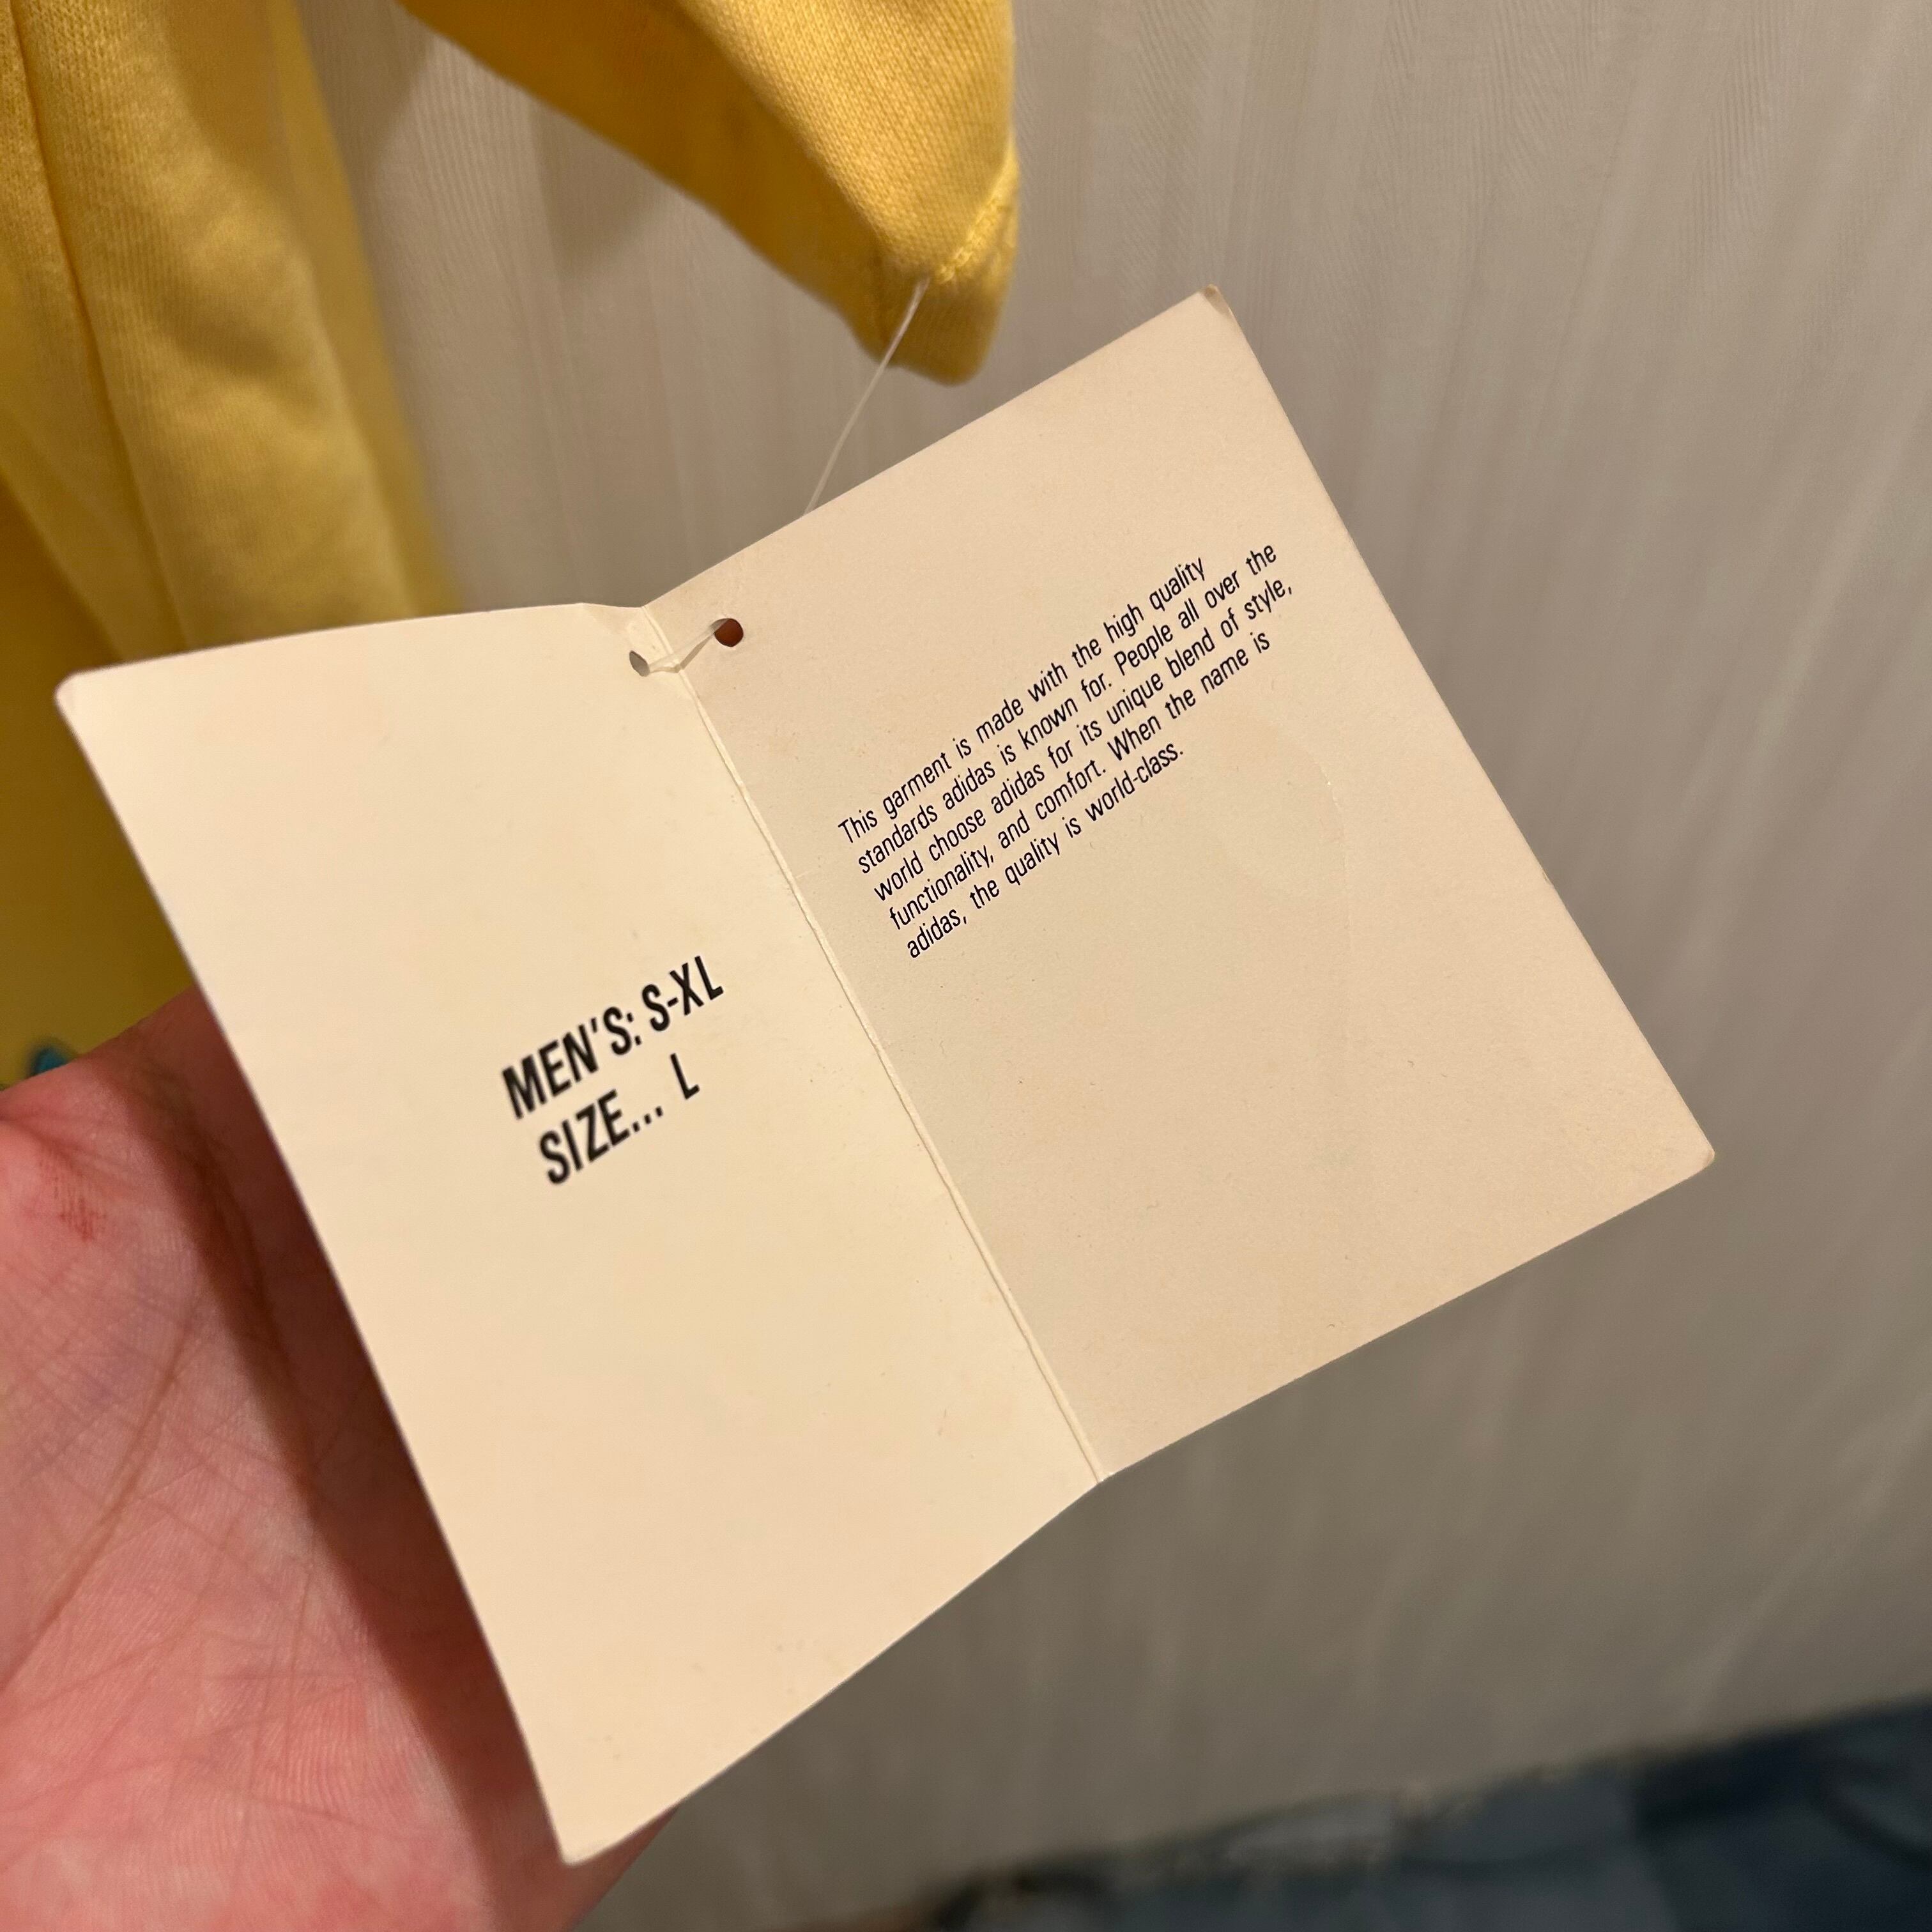 MEN'S: S-XL
SIZE... L
This garment is made with the high quality
standards adidas is known for. People all over the
world choose adidas for its unique blend of style,
functionality, and comfort. When the name is
adidas, the quality is world-class.